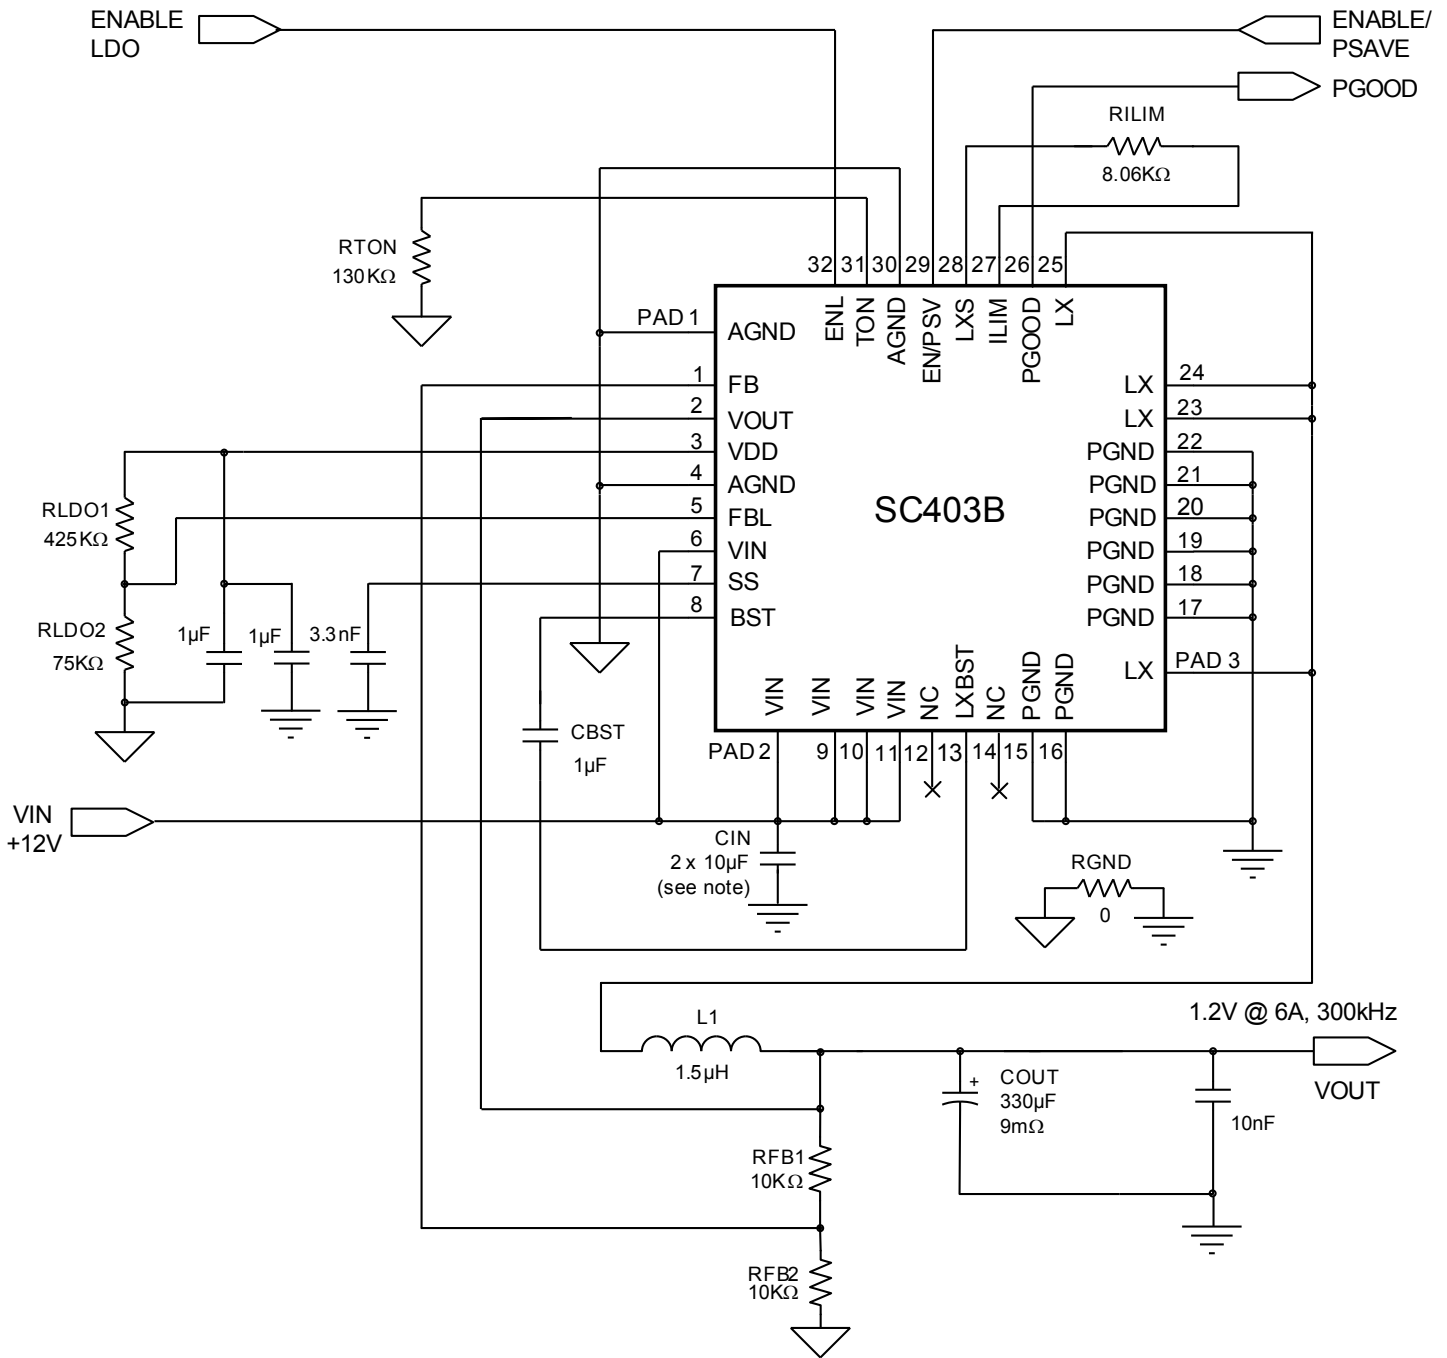 ENABLE
LDO
ENABLE/
PSAVE
PGOOD
RILIM
8.06KΩ
RTON
130KΩ
32 31 30 29 28 27 26 25
ENL
TON
AGND
EN/PSV
LXS
ILIM
PGOOD
LX
PAD 1
AGND
1
FB
2
VOUT
3
VDD
4
AGND
5
FBL
6
VIN
7
SS
8
BST
SC403B
LX
24
LX
23
PGND
22
PGND
21
PGND
20
PGND
19
PGND
18
PGND
17
LX
PAD 3
RLDO1
425KΩ
RLDO2
75KΩ
1µF
1µF
3.3nF
VIN
VIN
VIN
VIN
NC
LXBST
NC
PGND
PGND
PAD 2
9 10 11 12 13 14 15 16
CBST
1µF
VIN
+12V
CIN
2 x 10µF
(see note)
RGND
0
1.2V @ 6A, 300kHz
L1
1.5µH
VOUT
+
COUT
330µF
9mΩ
10nF
RFB1
10KΩ
RFB2
10KΩ